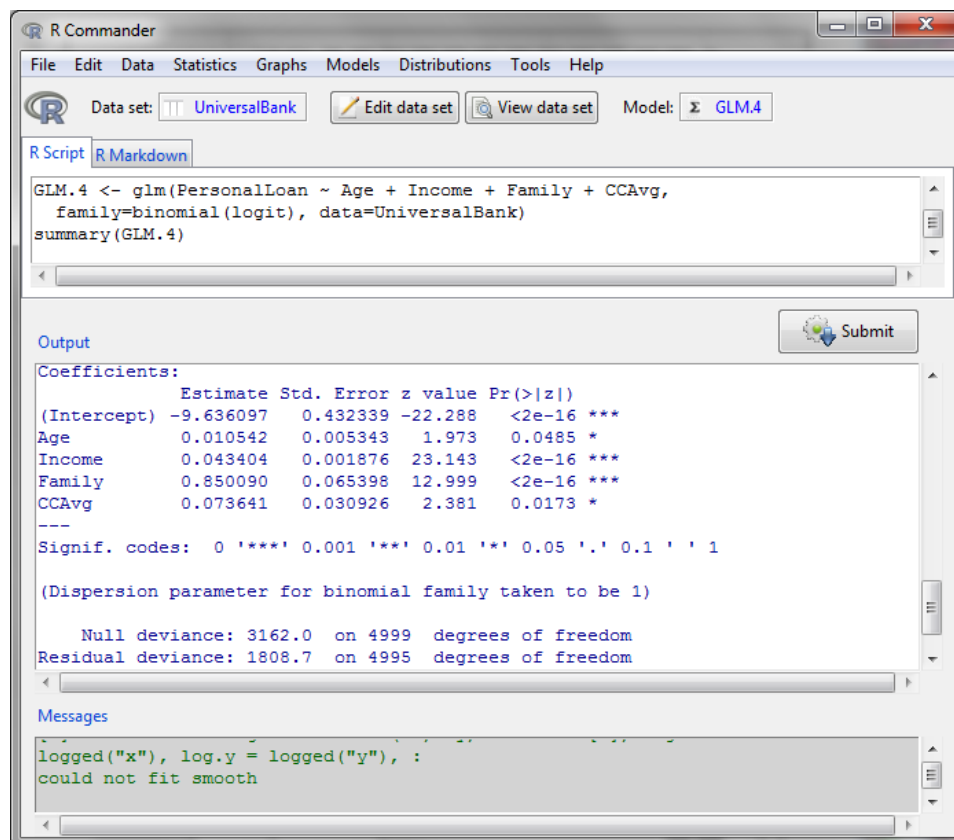 R Commander
File Edit Data Statistics Graphs Models Distributions Tools Help
R Data set: UniversalBank Edit data set View data set Model: Σ GLM.4
R Script R Markdown
GLM.4 <- glm(PersonalLoan ~ Age + Income + Family + CCAvg,
  family=binomial(logit), data=UniversalBank)
summary(GLM.4)
Submit
Output
Coefficients:
             Estimate Std. Error z value Pr(>|z|)
(Intercept) -9.636097   0.432339 -22.288   <2e-16 ***
Age          0.010542   0.005343   1.973   0.0485 *
Income       0.043404   0.001876  23.143   <2e-16 ***
Family       0.850090   0.065398  12.999   <2e-16 ***
CCAvg        0.073641   0.030926   2.381   0.0173 *
---
Signif. codes:  0 '***' 0.001 '**' 0.01 '*' 0.05 '.' 0.1 ' ' 1
(Dispersion parameter for binomial family taken to be 1)
    Null deviance: 3162.0  on 4999  degrees of freedom
Residual deviance: 1808.7  on 4995  degrees of freedom
Messages
logged("x"), log.y = logged("y"), :
could not fit smooth